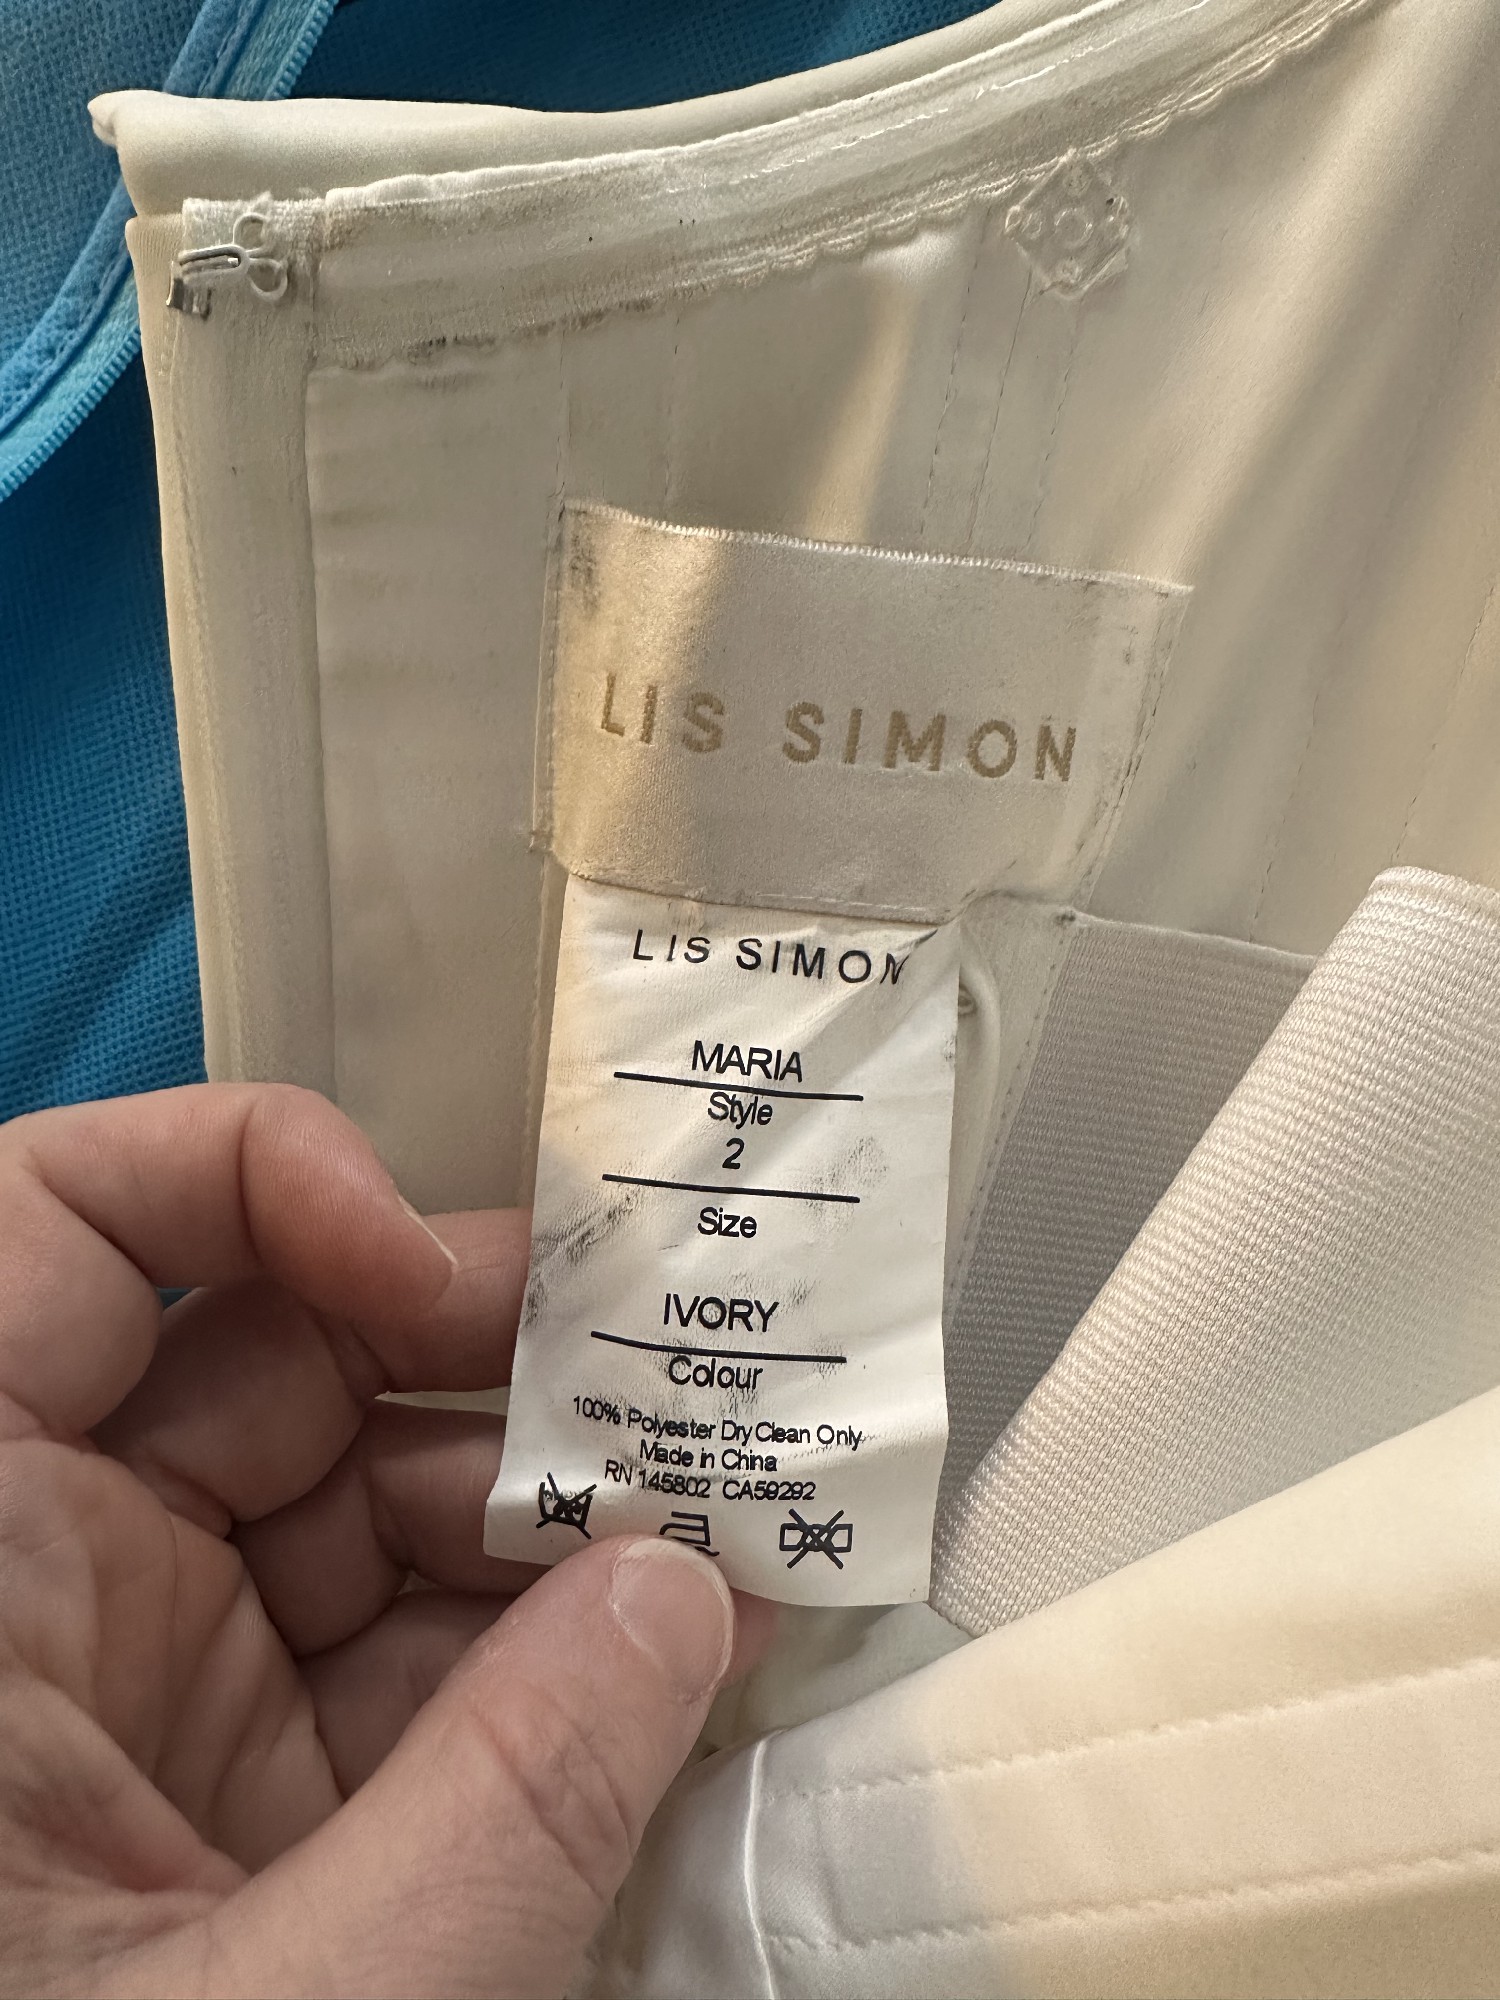 LIS SIMON
LIS SIMON
MARIA
Style
2
Size
IVORY
Colour
100% Polyester Dry Clean Only
Made in China
RN 145802 CA59292